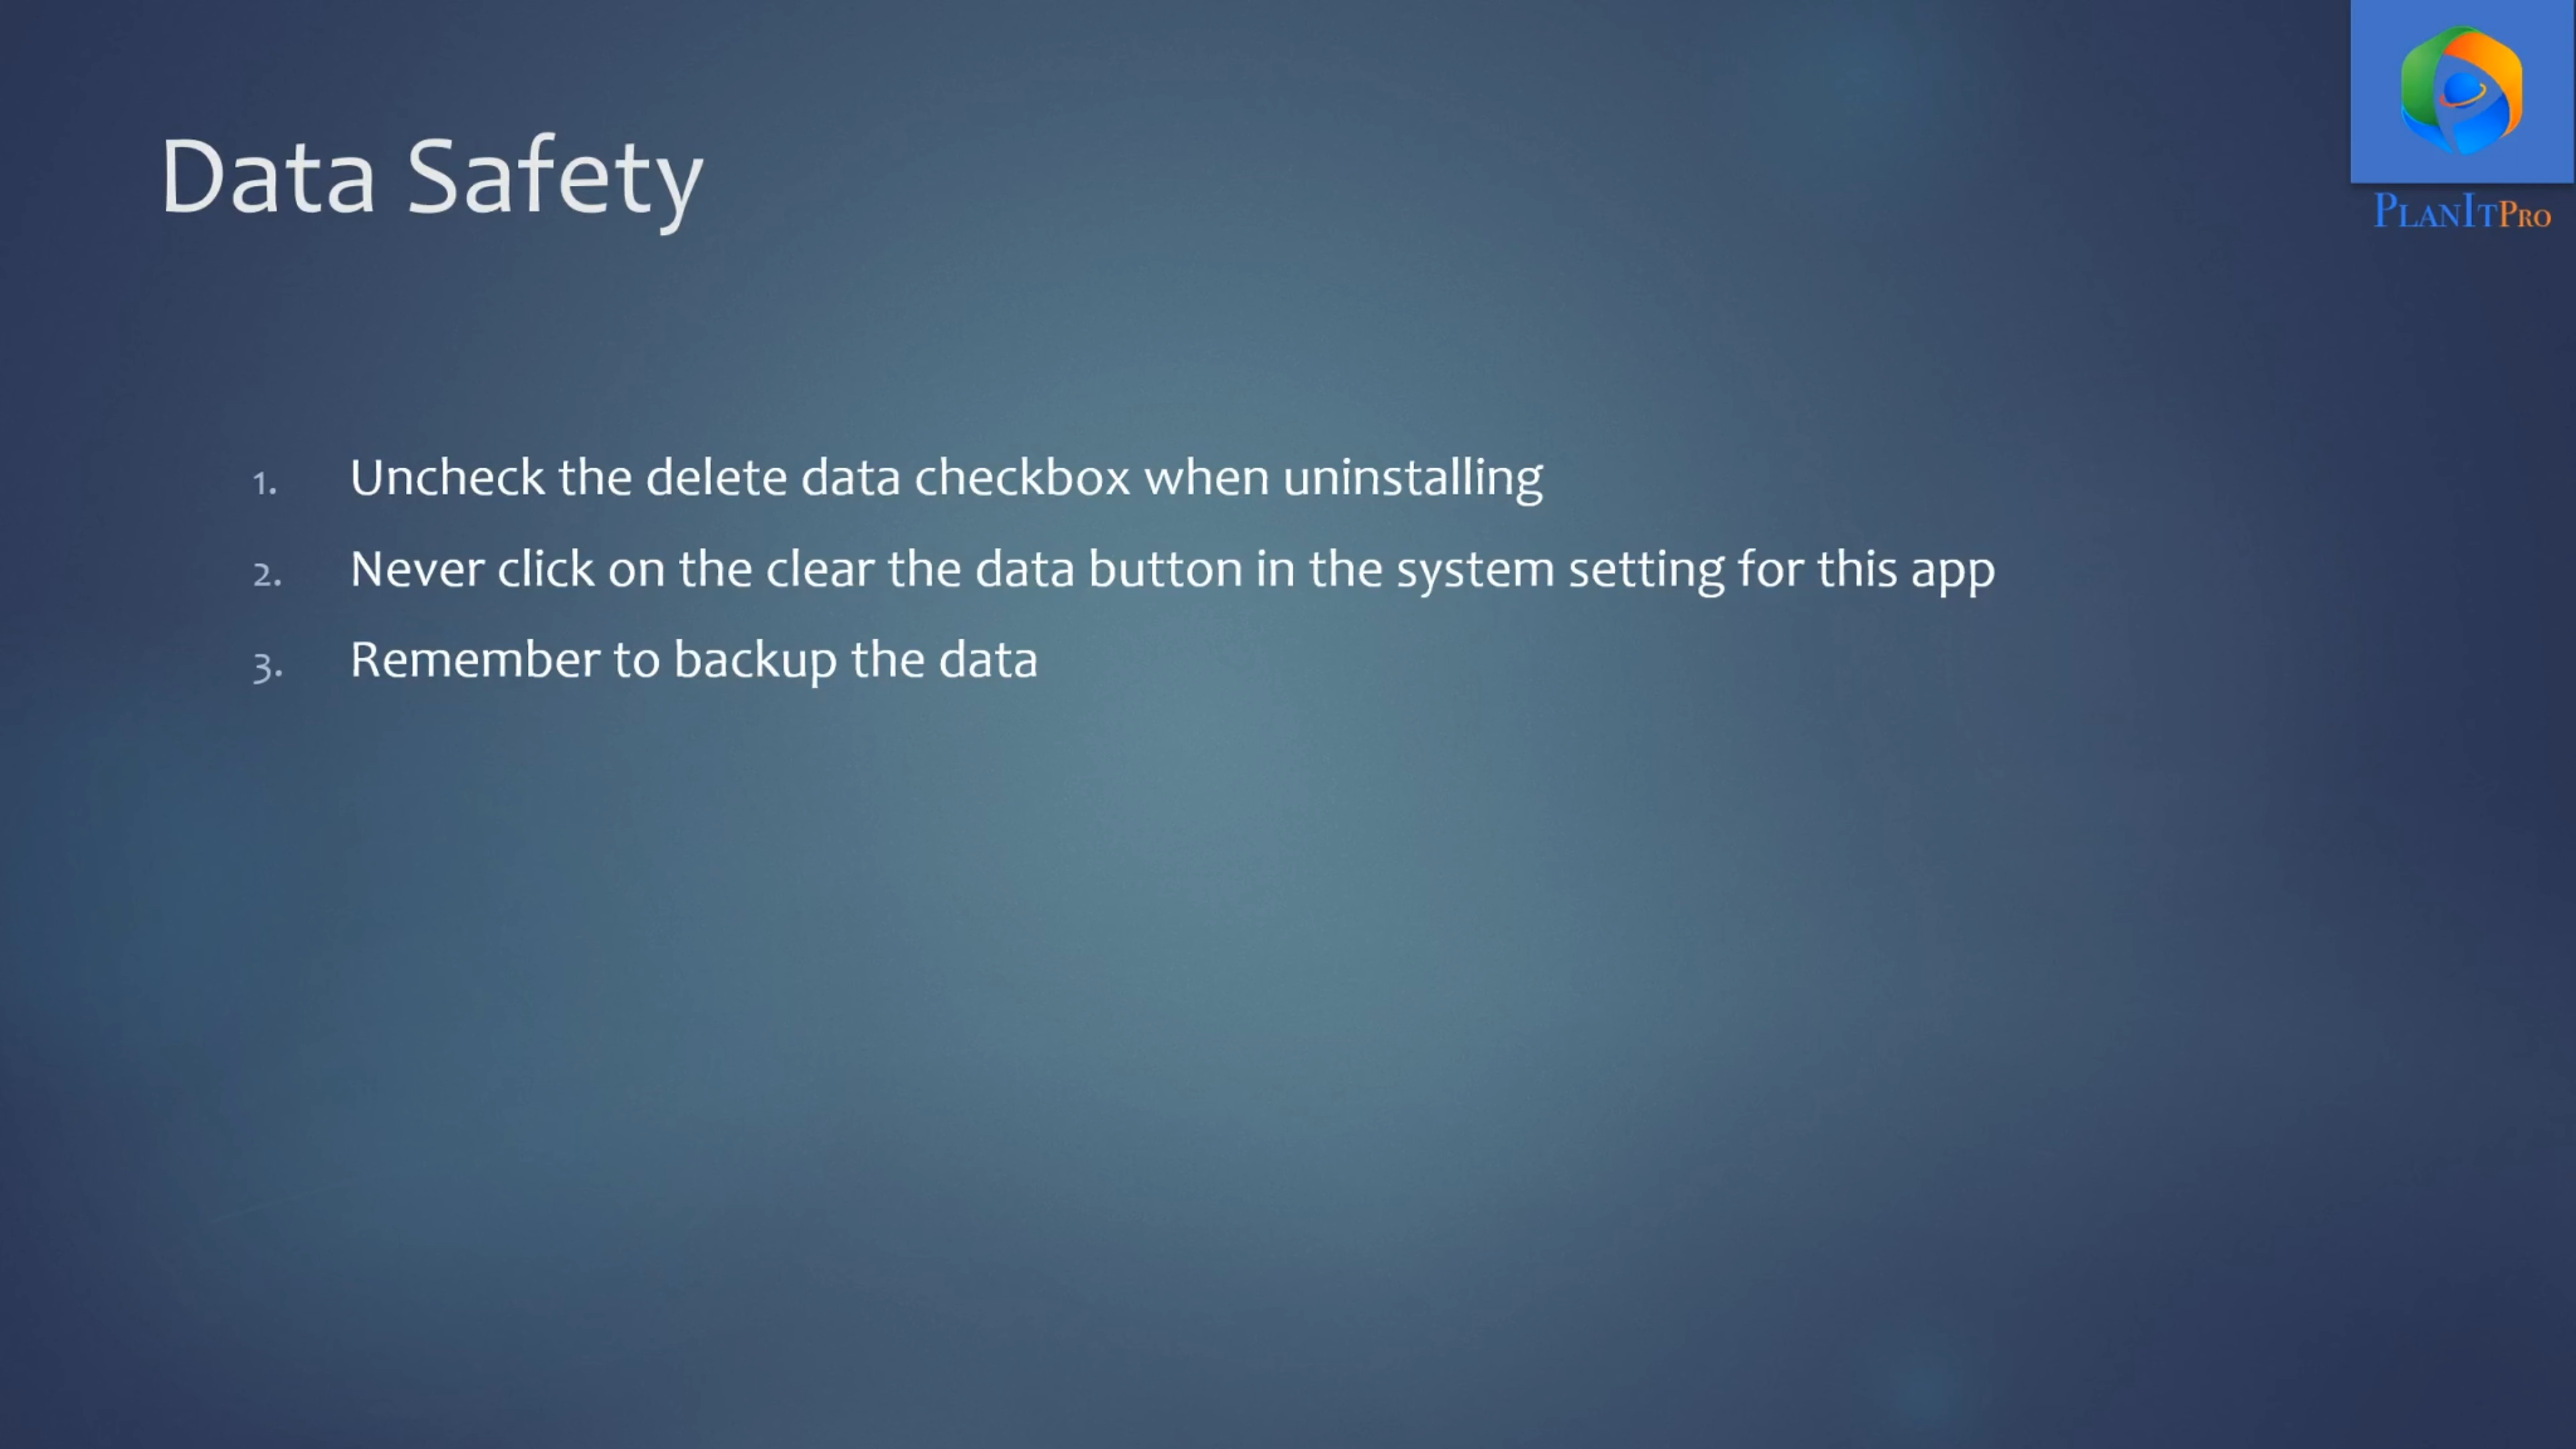 PlanItPro
Data Safety
1. Uncheck the delete data checkbox when uninstalling
2. Never click on the clear the data button in the system setting for this app
3. Remember to backup the data